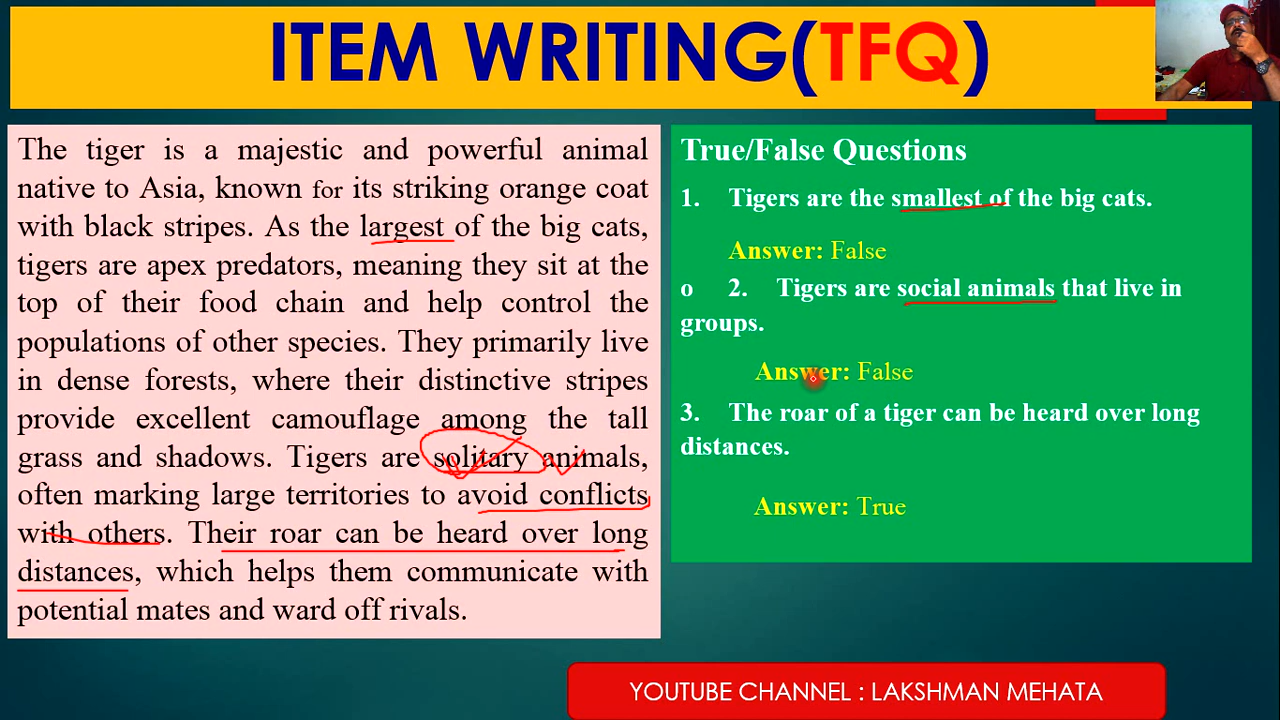 ITEM WRITING(TFQ)
The tiger is a majestic and powerful animal
native to Asia, known for its striking orange coat
with black stripes. As the largest of the big cats,
tigers are apex predators, meaning they sit at the
top of their food chain and help control the
populations of other species. They primarily live
in dense forests, where their distinctive stripes
provide excellent camouflage among the tall
grass and shadows. Tigers are solitary animals,
often marking large territories to avoid conflicts
with others. Their roar can be heard over long
distances, which helps them communicate with
potential mates and ward off rivals.
True/False Questions
1. Tigers are the smallest of the big cats.
Answer: False
o 2. Tigers are social animals that live in
groups.
Answer: False
3. The roar of a tiger can be heard over long
distances.
Answer: True
YOUTUBE CHANNEL : LAKSHMAN MEHATA